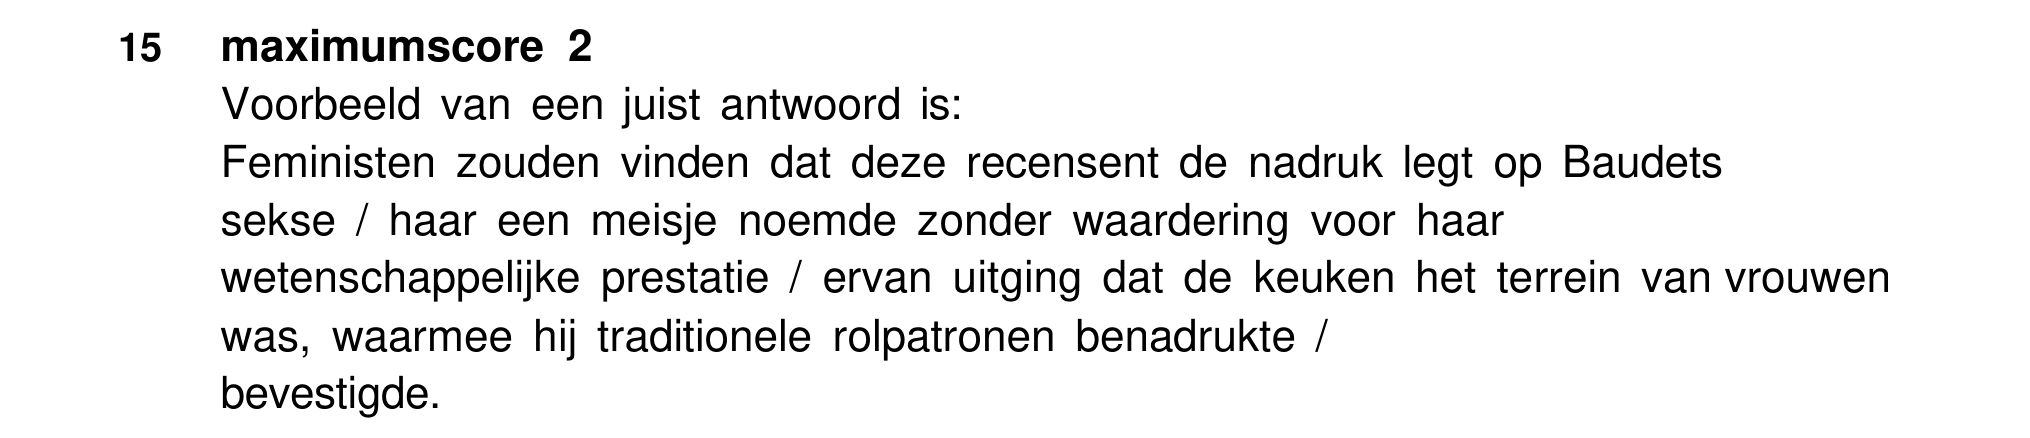 15 maximumscore 2
Voorbeeld van een juist antwoord is:
Feministen zouden vinden dat deze recensent de nadruk legt op Baudets
sekse / haar een meisje noemde zonder waardering voor haar
wetenschappelijke prestatie / ervan uitging dat de keuken het terrein van vrouwen
was, waarmee hij traditionele rolpatronen benadrukte /
bevestigde.